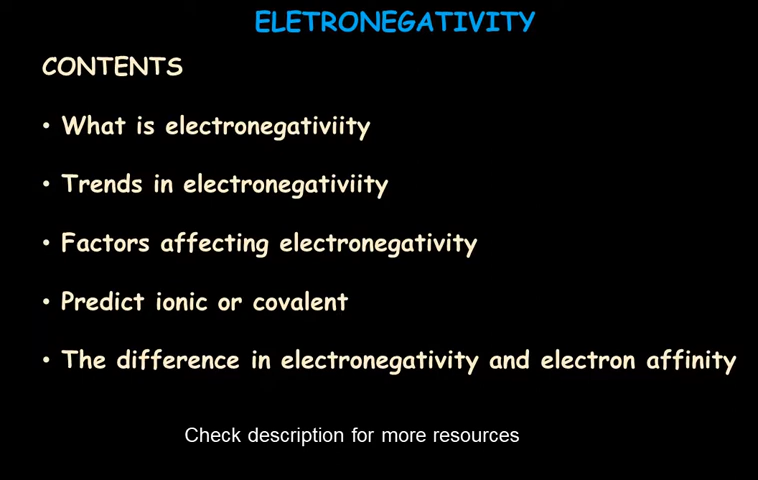 ELETRONEGATIVITY
CONTENTS
• What is electronegativiity
• Trends in electronegativiity
• Factors affecting electronegativity
• Predict ionic or covalent
• The difference in electronegativity and electron affinity
Check description for more resources